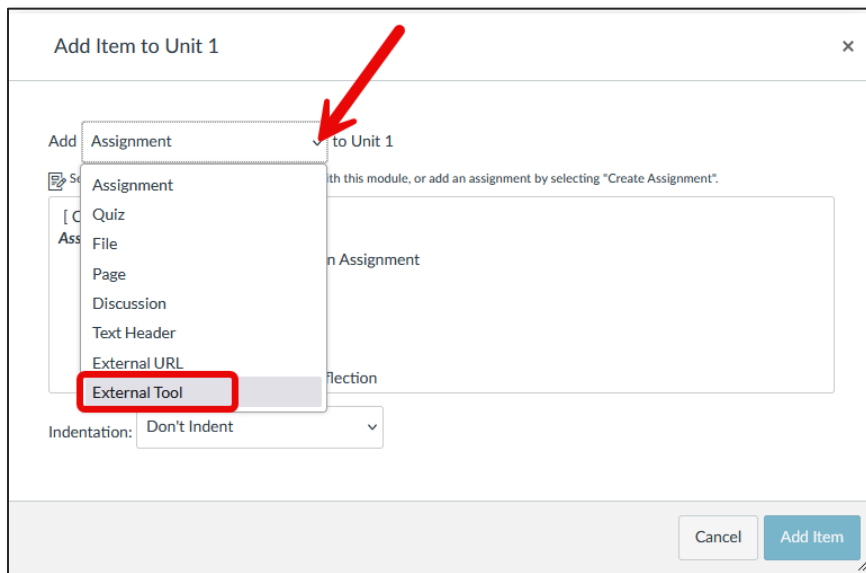 Add Item to Unit 1
×
Add Assignment to Unit 1
th this module, or add an assignment by selecting "Create Assignment".
Assignment
[ C
Quiz
Ass
File
n Assignment
Page
Discussion
Text Header
External URL
flection
External Tool
Indentation: Don't Indent
Cancel
Add Item